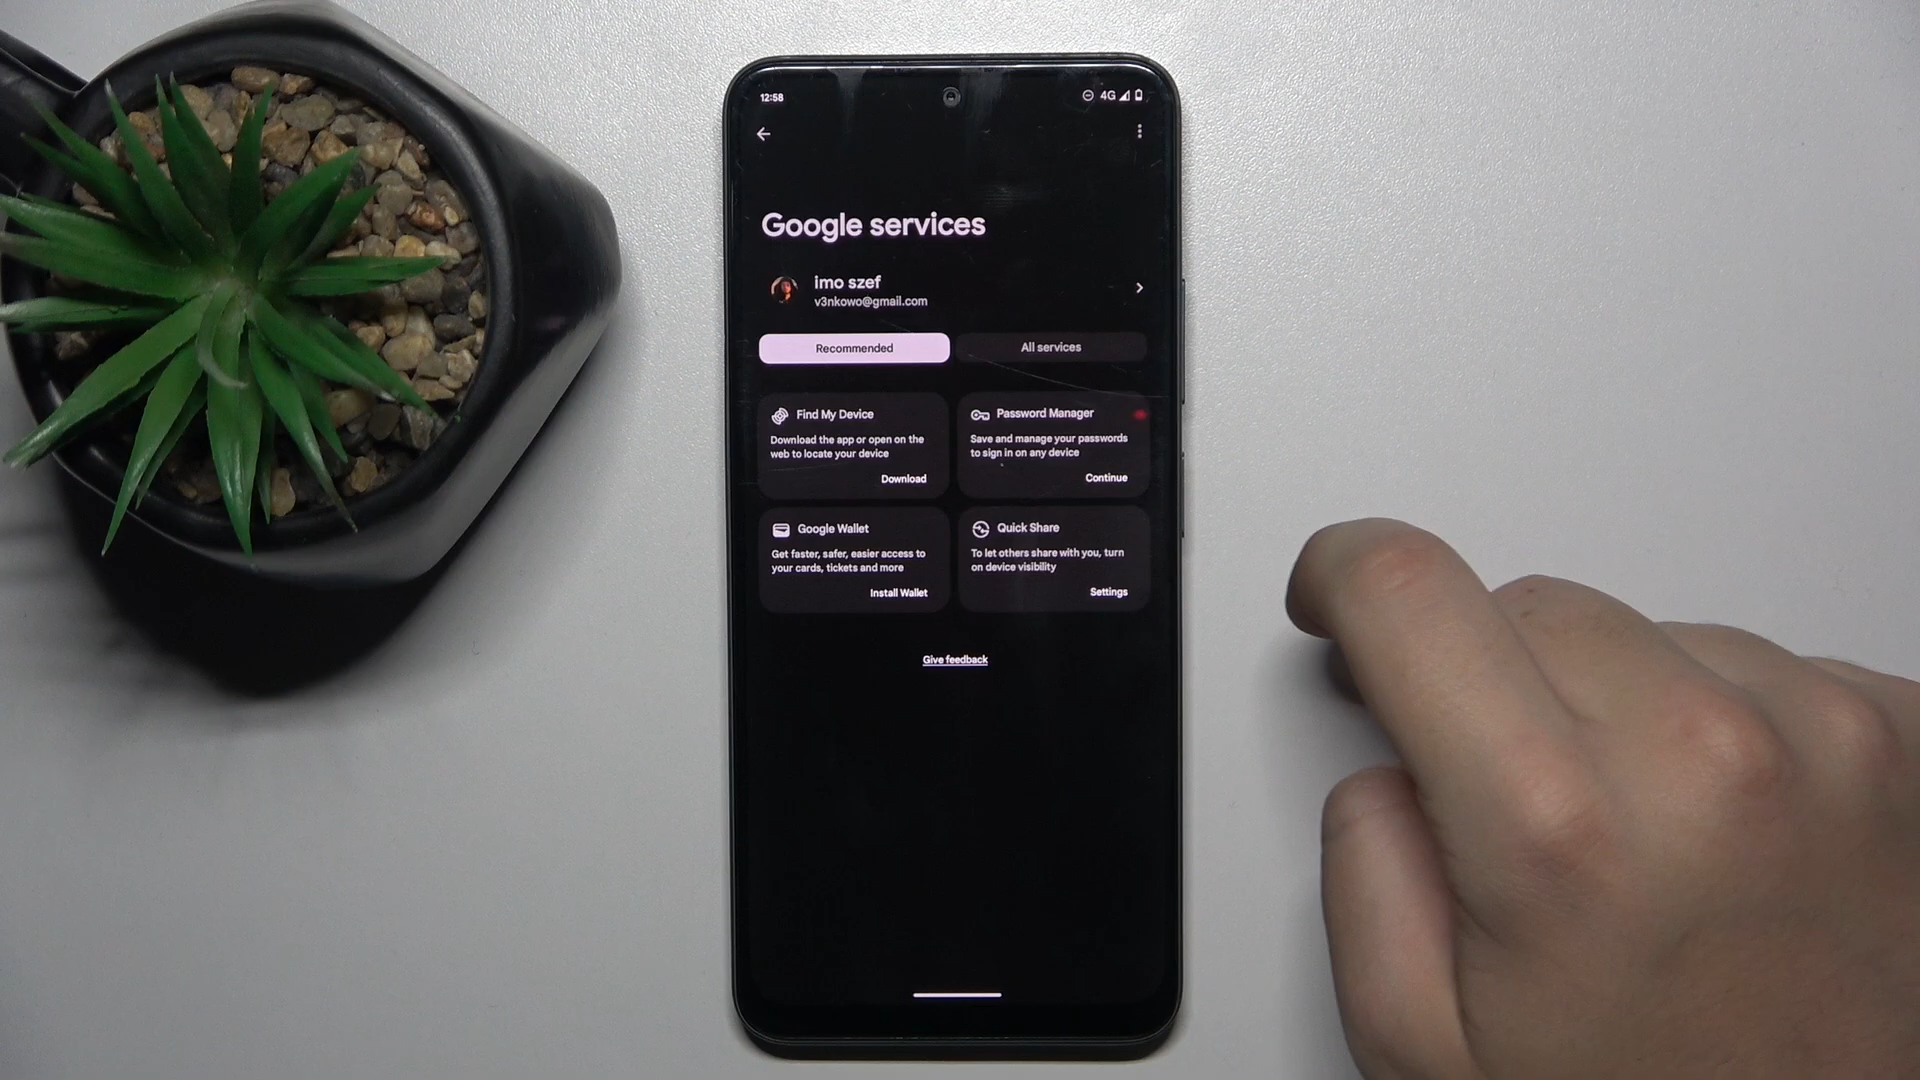 12:58
4G
Google services
imo szef
v3nkowo@gmail.com
Recommended
All services
Find My Device
Download the app or open on the
web to locate your device
Download
Password Manager
Save and manage your passwords
to sign in on any device
Continue
Google Wallet
Get faster, safer, easier access to
your cards, tickets and more
Install Wallet
Quick Share
To let others share with you, turn
on device visibility
Settings
Give feedback